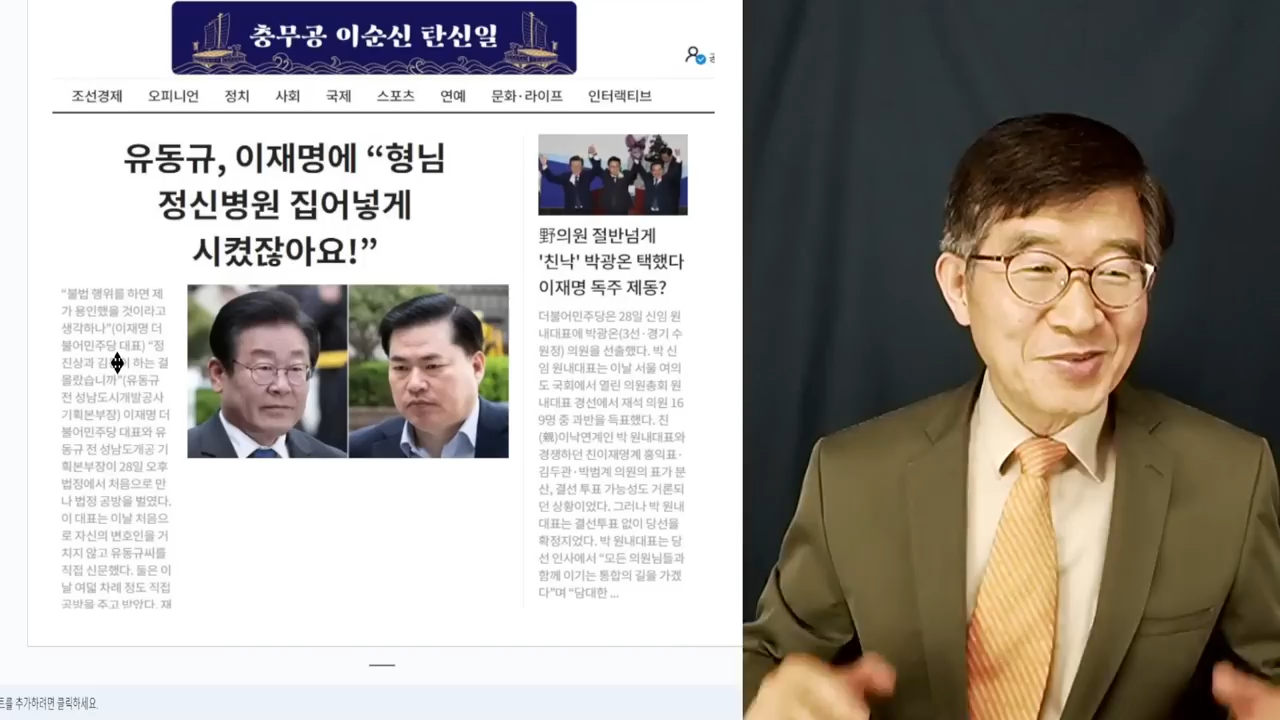 충무공 이순신 탄신일
조선경제 오피니언 정치 사회 국제 스포츠 연예 문화·라이프 인터랙티브
유동규, 이재명에 “형님
정신병원 집어넣게
시켰잖아요!”
“불법 행위를 하면 제
가 용인했을 것이라고
생각하나”(이재명 더
불어민주당 대표) “정
진상과 하는 걸
몰랐습니까”(유동규
전 성남도시개발공사
기획본부장) 이재명 더
불어민주당 대표와 유
동규 전 성남도개공 기
획본부장이 28일 오후
법정에서 처음으로 만
나 법정 공방을 벌였다.
이 대표는 이날 처음으
로 자신의 변호인을 거
치지 않고 유동규씨를
직접 신문했다. 둘은 이
날 여덟 차례 정도 직접
공방을 주고 받았다. 재
野의원 절반넘게
'친낙' 박광온 택했다
이재명 독주 제동?
더불어민주당은 28일 신임 원
내대표에 박광온(3선·경기 수
원정) 의원을 선출했다. 박 신
임 원내대표는 이날 서울 여의
도 국회에서 열린 의원총회 원
내대표 경선에서 재석 의원 16
9명 중 과반을 득표했다. 친
(親)이낙연계인 박 원내대표와
경쟁하던 친이재명계 홍익표·
김두관·박범계 의원의 표가 분
산, 결선 투표 가능성도 거론되
던 상황이었다. 그러나 박 원내
대표는 결선투표 없이 당선을
확정지었다. 박 원내대표는 당
선 인사에서 “모든 의원님들과
함께 이기는 통합의 길을 가겠
다”며 “담대한 ...
트를 추가하려면 클릭하세요